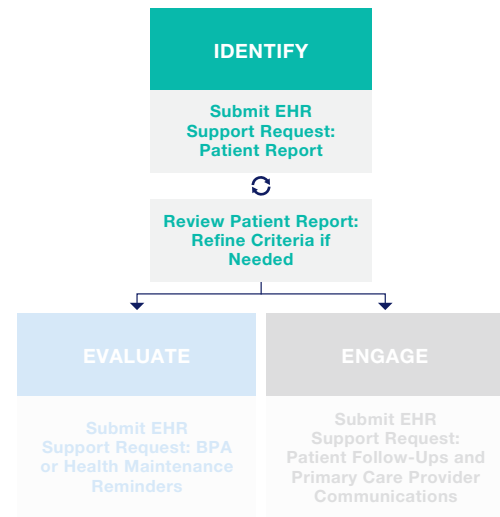 IDENTIFY
Submit EHR
Support Request:
Patient Report
Review Patient Report:
Refine Criteria if
Needed
EVALUATE
Submit EHR
Support Request: BPA
or Health Maintenance
Reminders
ENGAGE
Submit EHR
Support Request:
Patient Follow-Ups and
Primary Care Provider
Communications